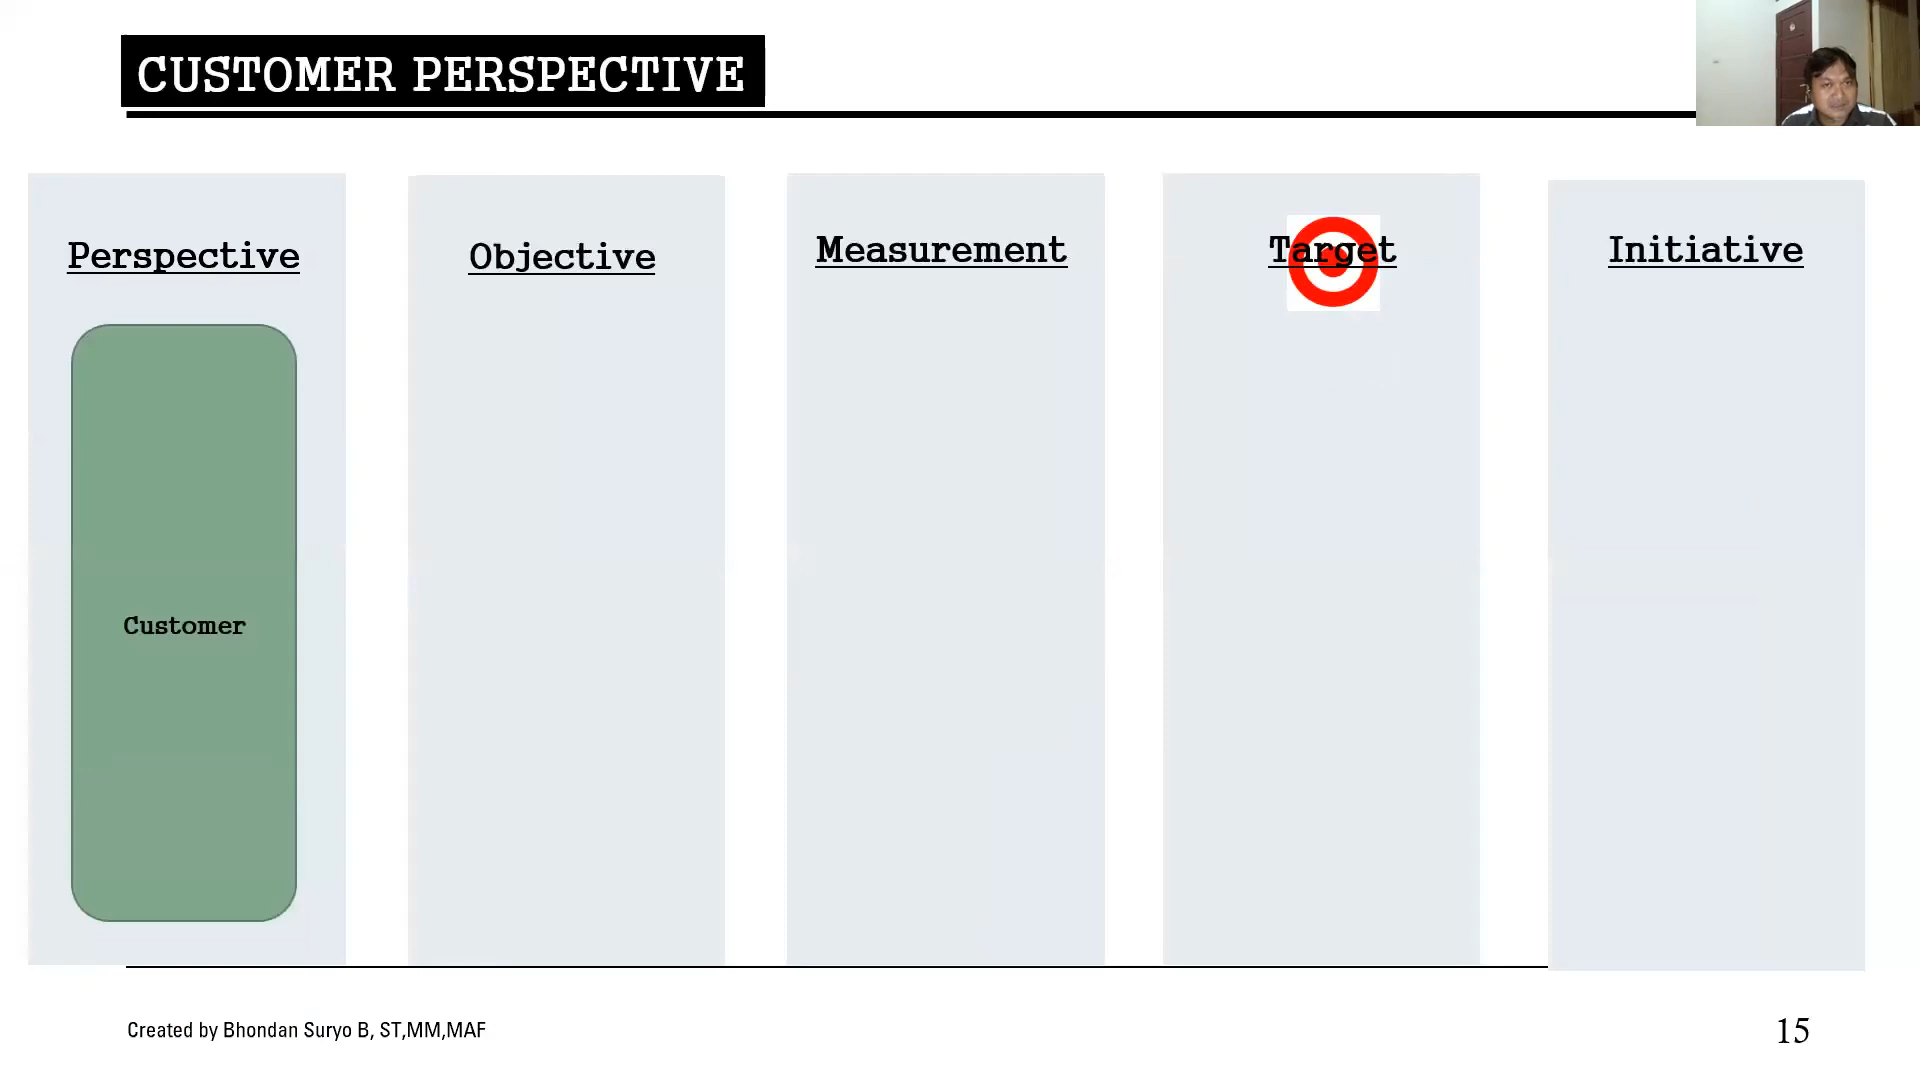 CUSTOMER PERSPECTIVE
Perspective
Objective
Measurement
Target
Initiative
Customer
Created by Bhondan Suryo B, ST,MM,MAF
15